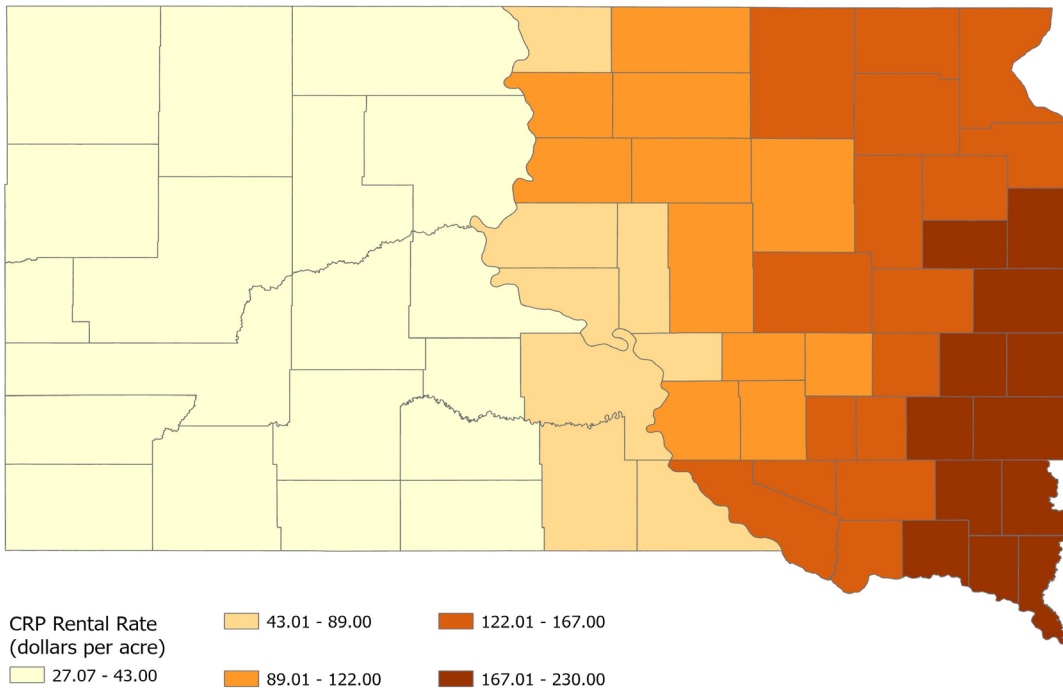 CRP Rental Rate
(dollars per acre)
27.07 - 43.00
43.01 - 89.00
89.01 - 122.00
122.01 - 167.00
167.01 - 230.00